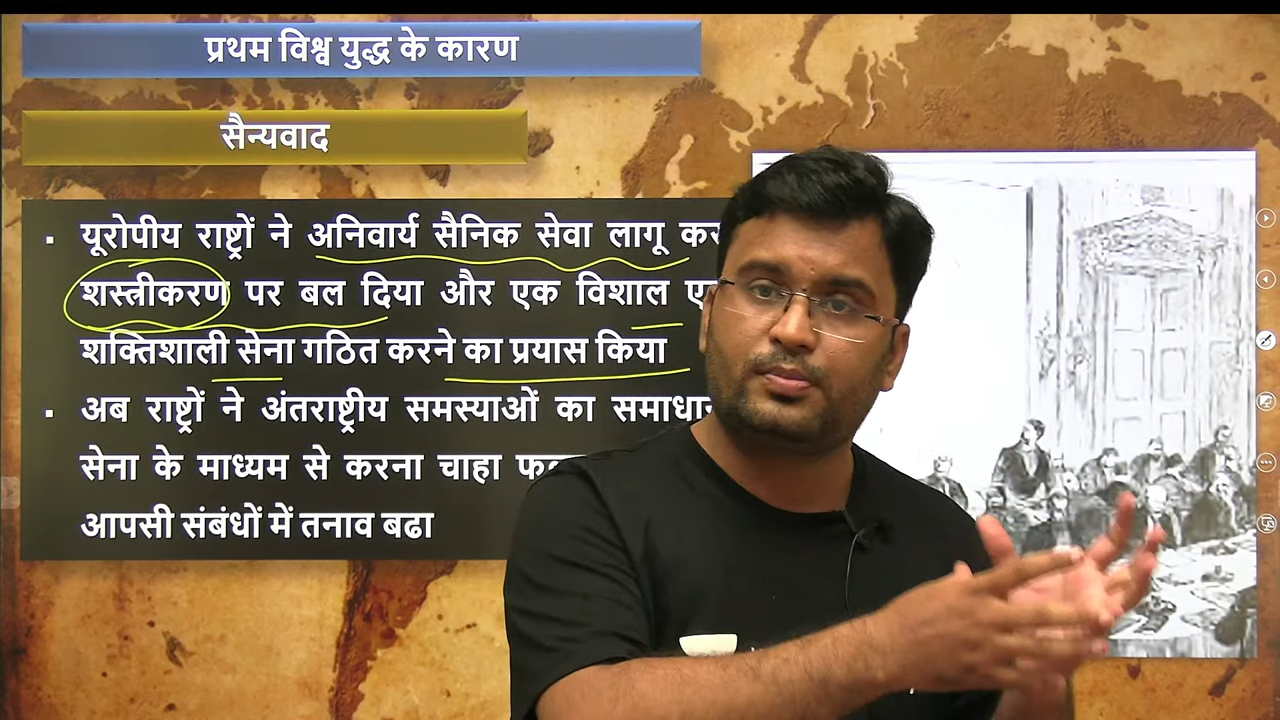 प्रथम विश्व युद्ध के कारण
सैन्यवाद
▪ यूरोपीय राष्ट्रों ने अनिवार्य सैनिक सेवा लागू
शस्त्रीकरण पर बल दिया और एक विशाल
शक्तिशाली सेना गठित करने का प्रयास किया
▪ अब राष्ट्रों ने अंतराष्ट्रीय समस्याओं का समाधान
सेना के माध्यम से करना चाहा
आपसी संबंधों में तनाव बढा